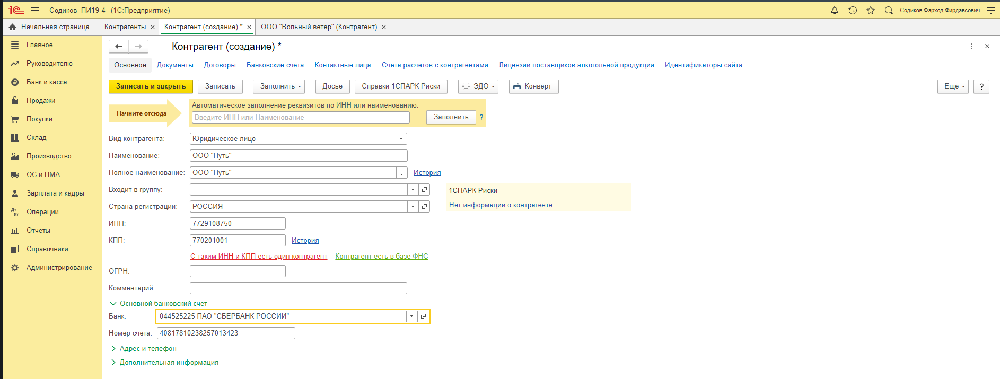 1С Содиков_ПИ19-4 (1С:Предприятие) Содиков Фарход Фирдавсович
Начальная страница Контрагенты × Контрагент (создание) * × ООО "Вольный ветер" (Контрагент) ×
Главное
Руководителю
Банк и касса
Продажи
Покупки
Склад
Производство
ОС и НМА
Зарплата и кадры
Дт Кт Операции
Отчеты
Справочники
Администрирование
Контрагент (создание) *
Основное Документы Договоры Банковские счета Контактные лица Счета расчетов с контрагентами Лицензии поставщиков алкогольной продукции Идентификаторы сайта
Записать и закрыть Записать Заполнить Досье Справки 1СПАРК Риски ЭДО Конверт Еще ?
Начните отсюда
Автоматическое заполнение реквизитов по ИНН или наименованию:
Введите ИНН или Наименование Заполнить ?
Вид контрагента: Юридическое лицо
Наименование: ООО "Путь"
Полное наименование: ООО "Путь" ... История
Входит в группу:
1СПАРК Риски
Нет информации о контрагенте
Страна регистрации: РОССИЯ
ИНН: 7729108750
КПП: 770201001 История
С таким ИНН и КПП есть один контрагент Контрагент есть в базе ФНС
ОГРН:
Комментарий:
Основной банковский счет
Банк: 044525225 ПАО "СБЕРБАНК РОССИИ"
Номер счета: 40817810238257013423
Адрес и телефон
Дополнительная информация